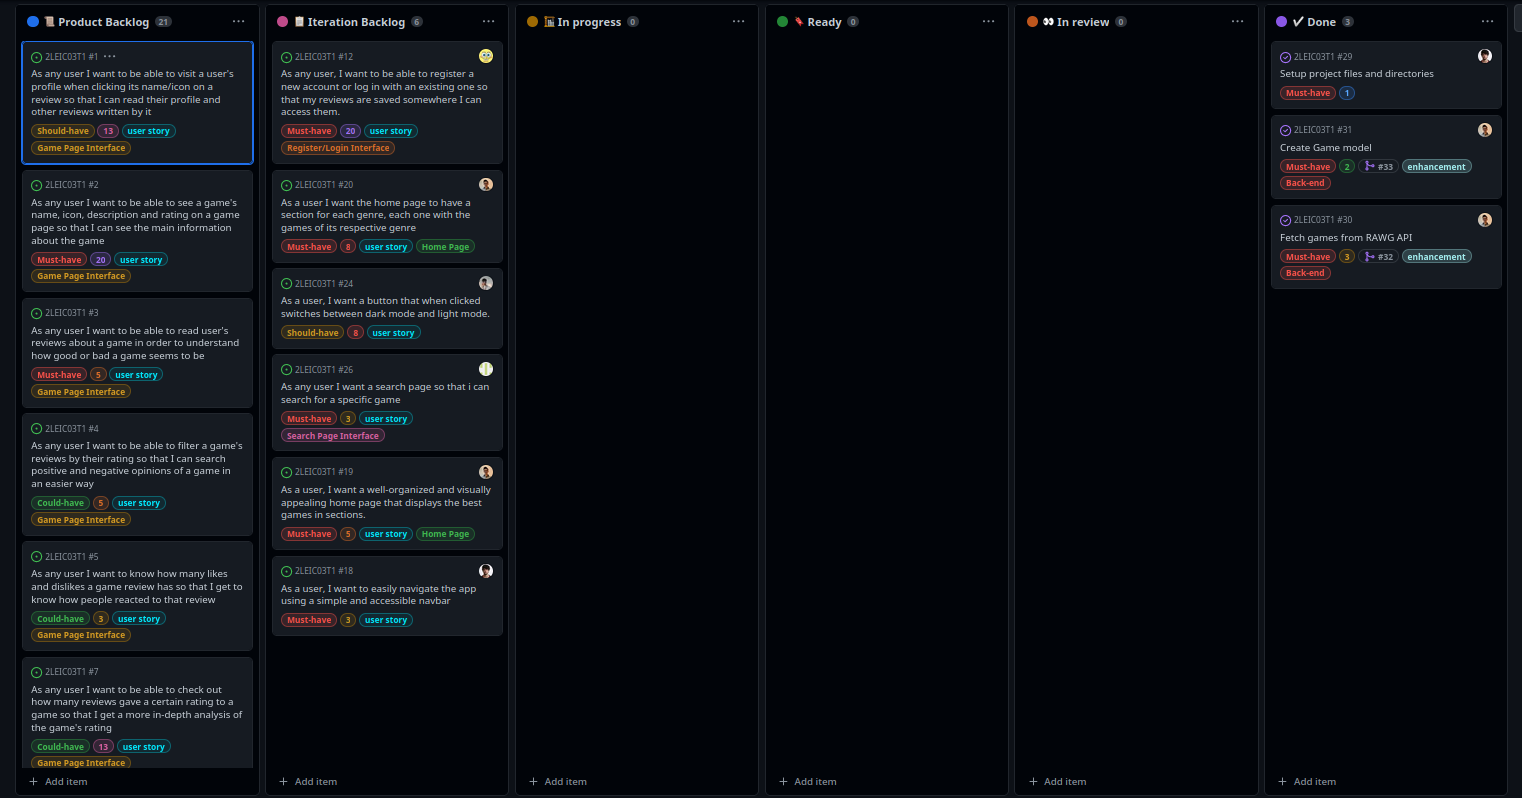 Product Backlog 21
2LEIC03T1 #1
As any user I want to be able to visit a user's
profile when clicking its name/icon on a
review so that I can read their profile and
other reviews written by it
Should-have 13 user story
Game Page Interface
2LEIC03T1 #2
As any user I want to be able to see a game's
name, icon, description and rating on a game
page so that I can see the main information
about the game
Must-have 20 user story
Game Page Interface
2LEIC03T1 #3
As any user I want to be able to read user's
reviews about a game in order to understand
how good or bad a game seems to be
Must-have 5 user story
Game Page Interface
2LEIC03T1 #4
As any user I want to be able to filter a game's
reviews by their rating so that I can search
positive and negative opinions of a game in
an easier way
Could-have 5 user story
Game Page Interface
2LEIC03T1 #5
As any user I want to know how many likes
and dislikes a game review has so that I get to
know how people reacted to that review
Could-have 3 user story
Game Page Interface
2LEIC03T1 #7
As any user I want to be able to check out
how many reviews gave a certain rating to a
game so that I get a more in-depth analysis of
the game's rating
Could-have 13 user story
Game Page Interface
+ Add item
Iteration Backlog 6
2LEIC03T1 #12
As any user, I want to be able to register a
new account or log in with an existing one so
that my reviews are saved somewhere I can
access them.
Must-have 20 user story
Register/Login Interface
2LEIC03T1 #20
As a user I want the home page to have a
section for each genre, each one with the
games of its respective genre
Must-have 8 user story Home Page
2LEIC03T1 #24
As a user, I want a button that when clicked
switches between dark mode and light mode.
Should-have 8 user story
2LEIC03T1 #26
As any user I want a search page so that i can
search for a specific game
Must-have 3 user story
Search Page Interface
2LEIC03T1 #19
As a user, I want a well-organized and visually
appealing home page that displays the best
games in sections.
Must-have 5 user story Home Page
2LEIC03T1 #18
As a user, I want to easily navigate the app
using a simple and accessible navbar
Must-have 3 user story
+ Add item
In progress 0
+ Add item
Ready 0
+ Add item
In review 0
+ Add item
Done 3
2LEIC03T1 #29
Setup project files and directories
Must-have 1
2LEIC03T1 #31
Create Game model
Must-have 2 #33 enhancement
Back-end
2LEIC03T1 #30
Fetch games from RAWG API
Must-have 3 #32 enhancement
Back-end
+ Add item